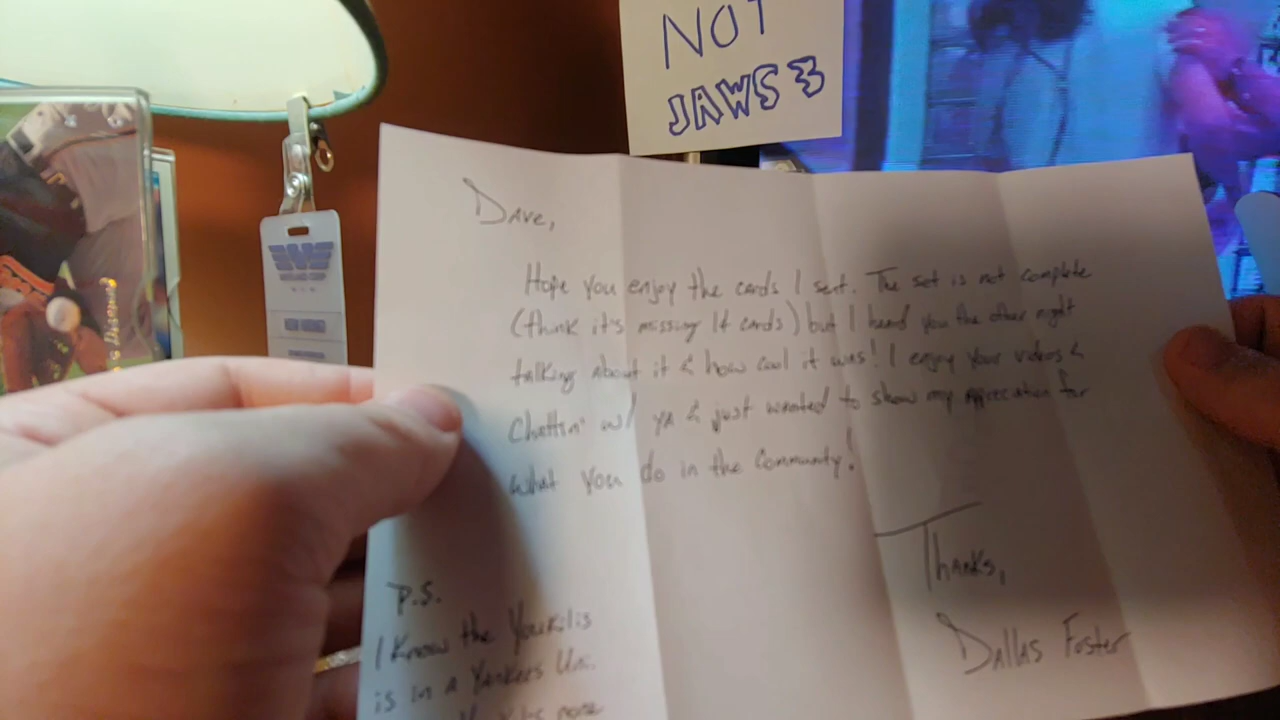 NOT
JAWS 3
Dave,
Hope you enjoy the cards I sent. The set is not complete
(think it's missing 14 cards) but I heard you the other night
talking about it & how cool it was! I enjoy your videos &
Chattin' w/ ya & just wanted to show my apprecation for
what you do in the Community!
Thanks,
Dallas Foster
P.S.
I Know the Youkilis
is in a Yankees Uni.